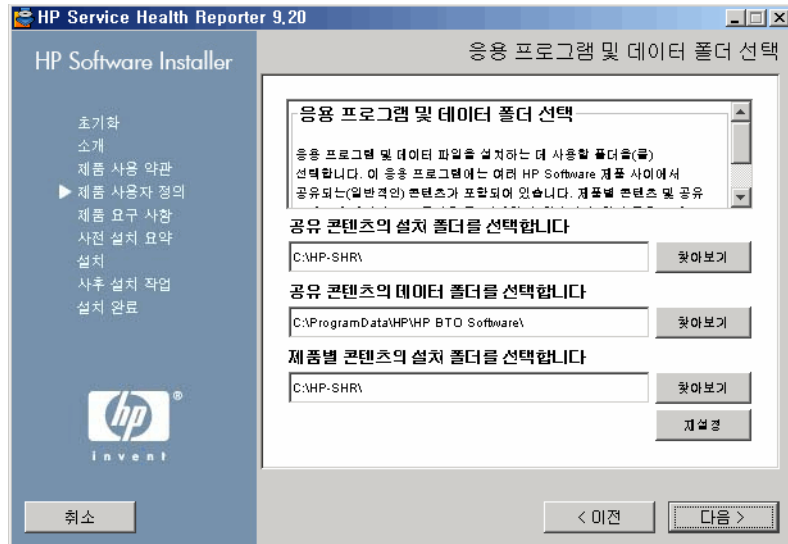 HP Service Health Reporter 9,20
HP Software Installer
응용 프로그램 및 데이터 폴더 선택
초기화
소개
제품 사용 약관
제품 사용자 정의
제품 요구 사항
사전 설치 요약
설치
사후 설치 작업
설치 완료
hp
invent
응용 프로그램 및 데이터 폴더 선택
응용 프로그램 및 데이터 파일을 설치하는 데 사용할 폴더을(를)
선택합니다. 이 응용 프로그램에는 여러 HP Software 제품 사이에서
공유되는(일반적인) 콘텐츠가 포함되어 있습니다. 제품별 콘텐츠 및 공유
공유 콘텐츠의 설치 폴더를 선택합니다
C:\HP-SHR\
찾아보기
공유 콘텐츠의 데이터 폴더를 선택합니다
C:\ProgramData\HP\HP BTO Software\
찾아보기
제품별 콘텐츠의 설치 폴더를 선택합니다
C:\HP-SHR\
찾아보기
재설정
취소
< 이전
다음 >